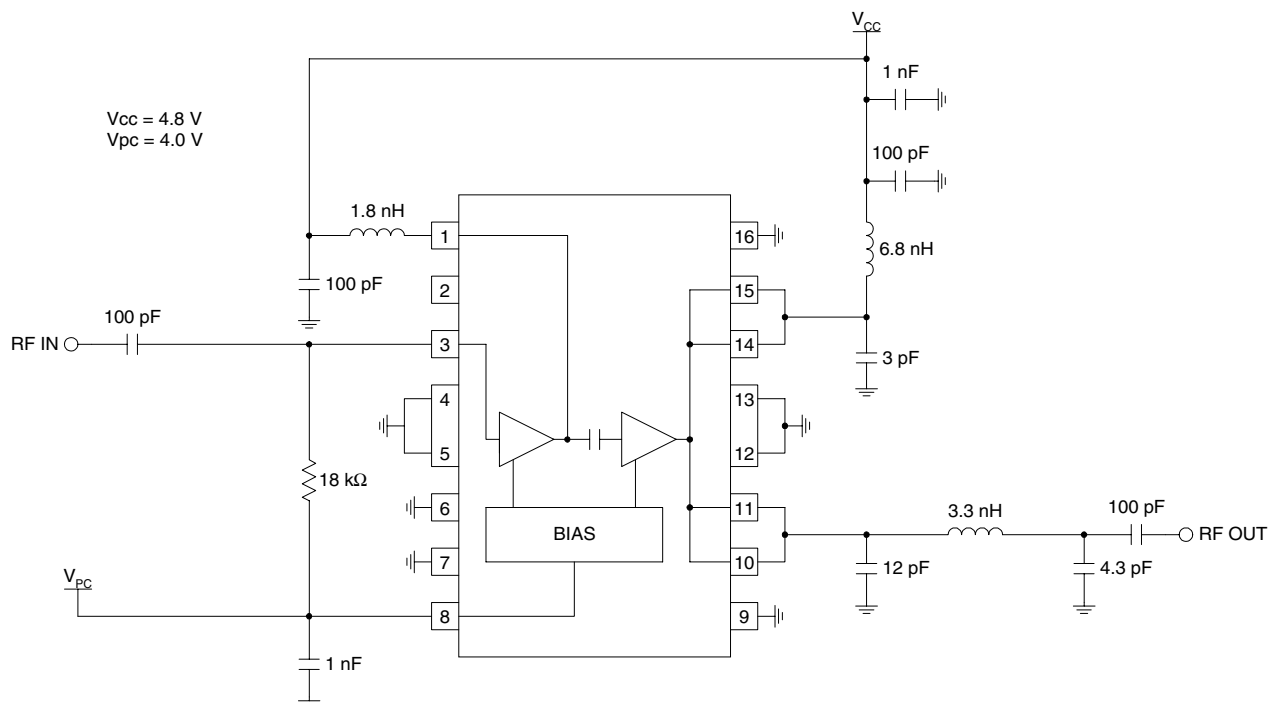 V_CC
1 nF
Vcc = 4.8 V
Vpc = 4.0 V
100 pF
1.8 nH
1
16
6.8 nH
100 pF
2
15
100 pF
RF IN
3
14
3 pF
4
13
5
12
18 kΩ
6
11
3.3 nH
100 pF
BIAS
RF OUT
7
10
12 pF
4.3 pF
V_PC
8
9
1 nF